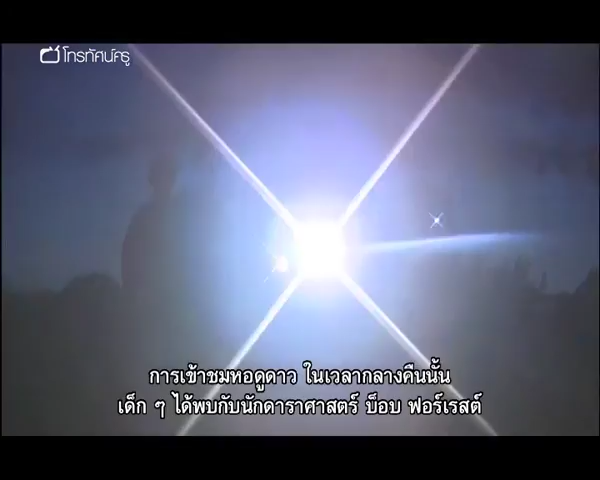 โทรทัศน์ครู
การเข้าชมหอดูดาว ในเวลากลางคืนนั้น
เด็ก ๆ ได้พบกับนักดาราศาสตร์ บ็อบ ฟอร์เรสต์